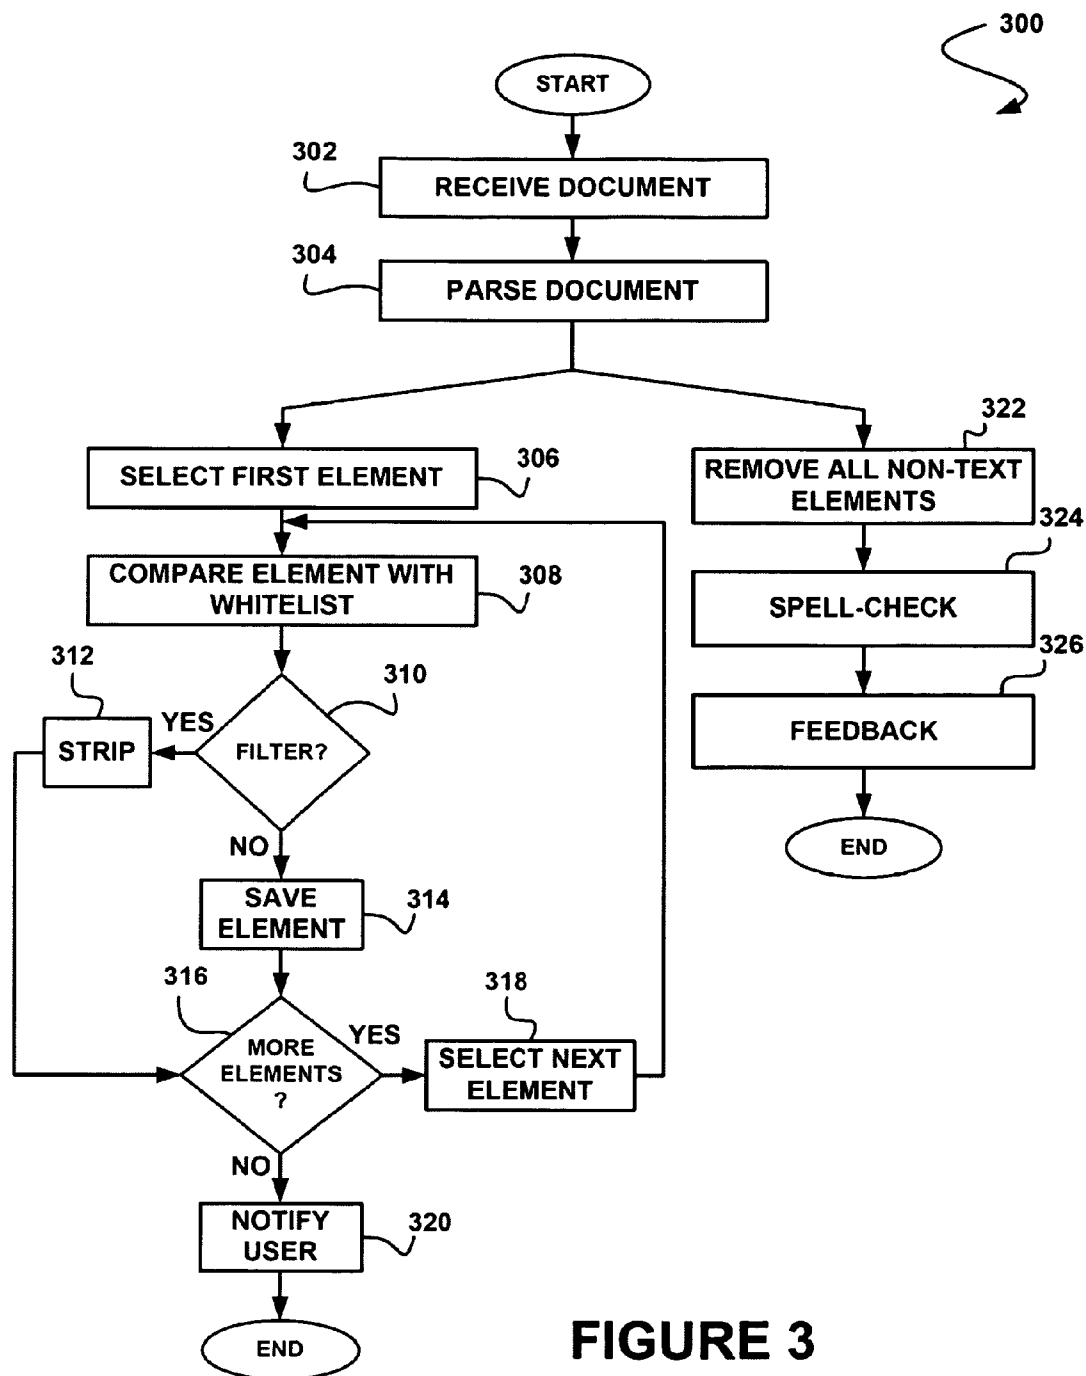 300
START
302
RECEIVE DOCUMENT
304
PARSE DOCUMENT
322
SELECT FIRST ELEMENT
306
REMOVE ALL NON-TEXT
ELEMENTS
324
COMPARE ELEMENT WITH
WHITELIST
308
SPELL-CHECK
326
312
310
YES
STRIP
FILTER?
FEEDBACK
NO
END
SAVE
ELEMENT
314
316
318
YES
MORE
ELEMENTS
?
SELECT NEXT
ELEMENT
NO
NOTIFY
USER
320
END
FIGURE 3